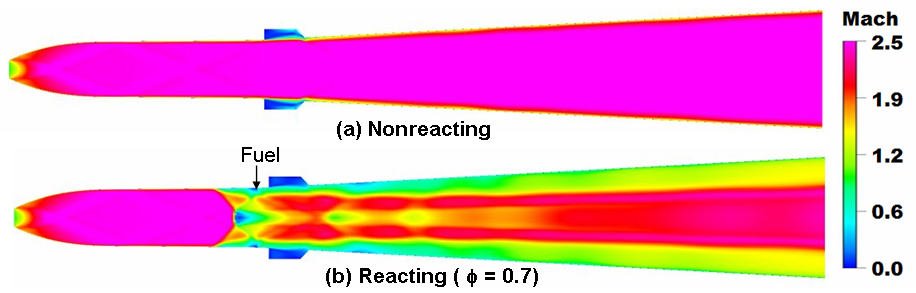 Mach
2.5
1.9
1.2
0.6
0.0
(a) Nonreacting
Fuel
(b) Reacting ( ϕ = 0.7)